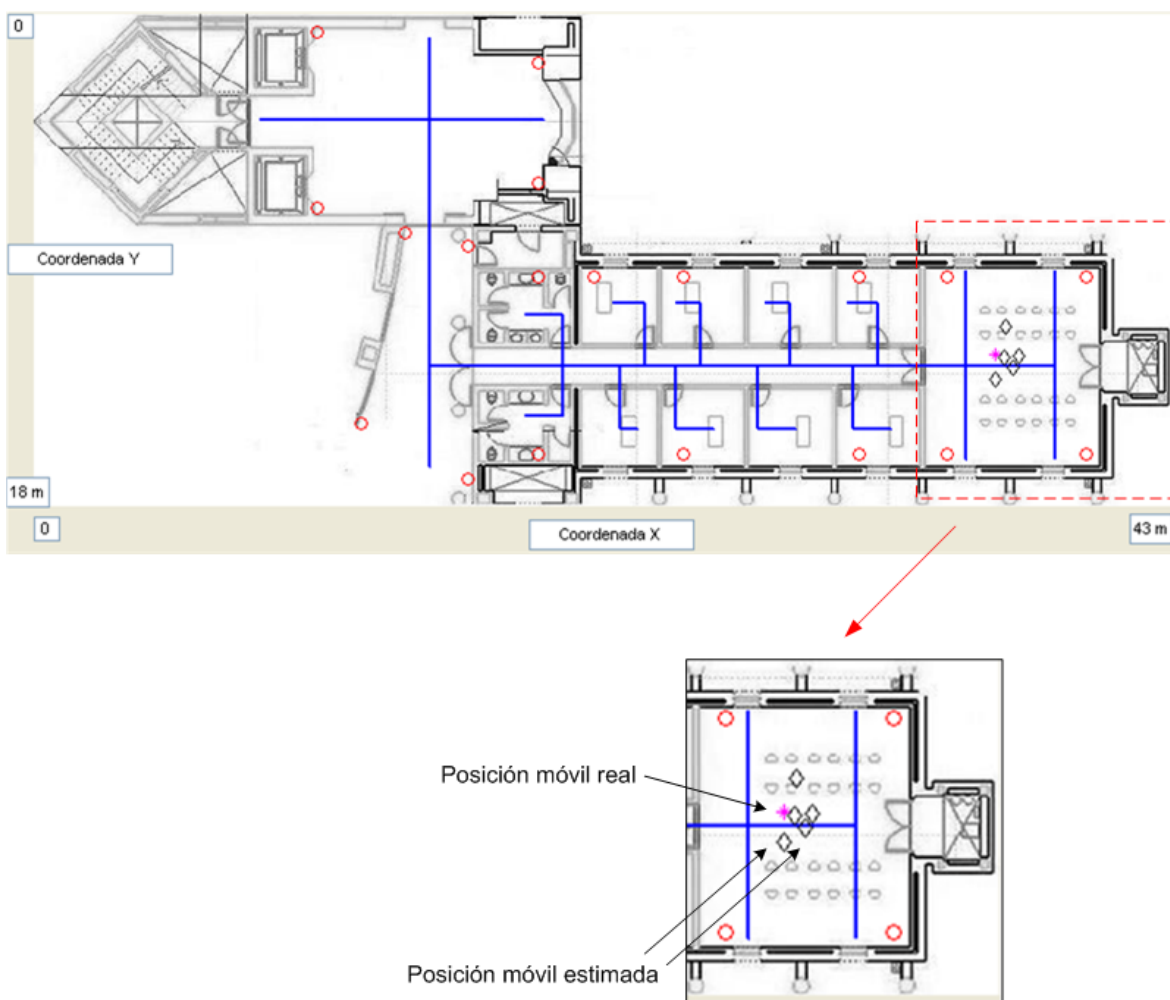 0
Coordenada Y
18 m
0
Coordenada X
43 m
Posición móvil real
Posición móvil estimada